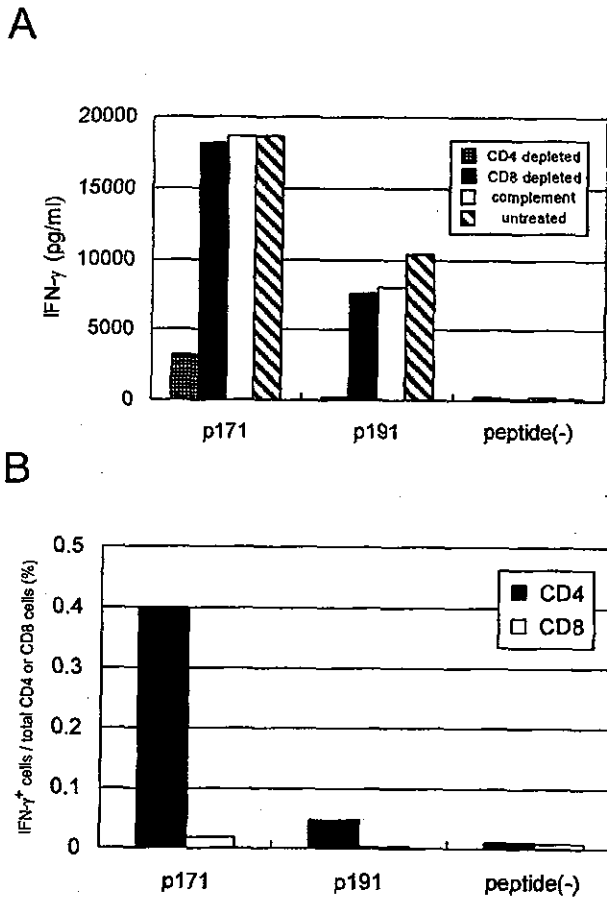 A
20000
15000
10000
5000
0
IFN-γ (pg/ml)
CD4 depleted
CD8 depleted
complement
untreated
p171
p191
peptide(-)
B
0.5
0.4
0.3
0.2
0.1
0
IFN-γ+ cells / total CD4 or CD8 cells (%)
CD4
CD8
p171
p191
peptide(-)